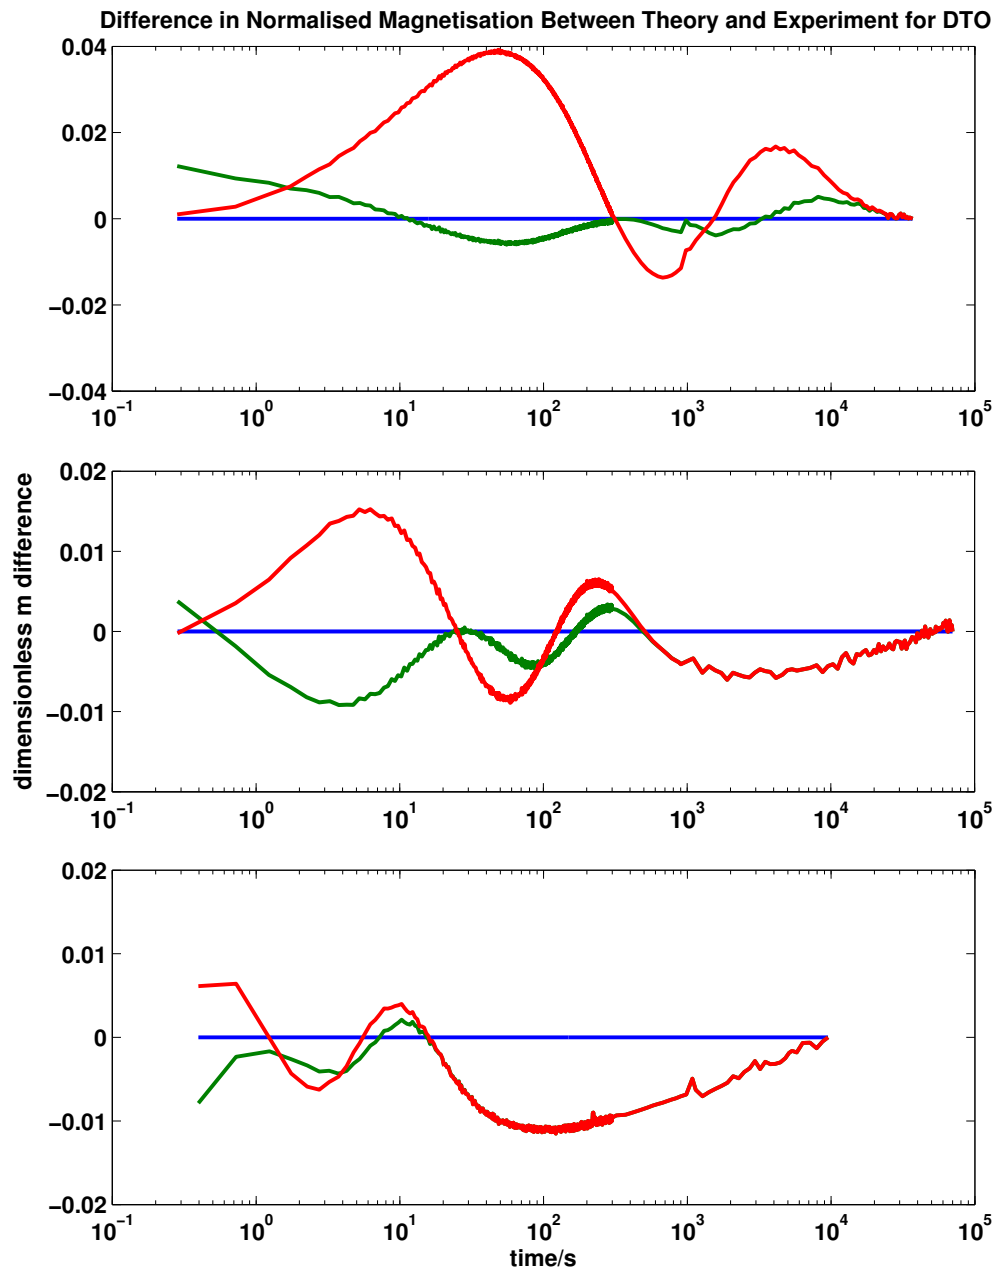 Difference in Normalised Magnetisation Between Theory and Experiment for DTO
0.04
0.02
0
−0.02
−0.04
10^−1 10^0 10^1 10^2 10^3 10^4 10^5
dimensionless m difference
0.02
0.01
0
−0.01
−0.02
10^−1 10^0 10^1 10^2 10^3 10^4 10^5
0.02
0.01
0
−0.01
−0.02
10^−1 10^0 10^1 10^2 10^3 10^4 10^5
time/s